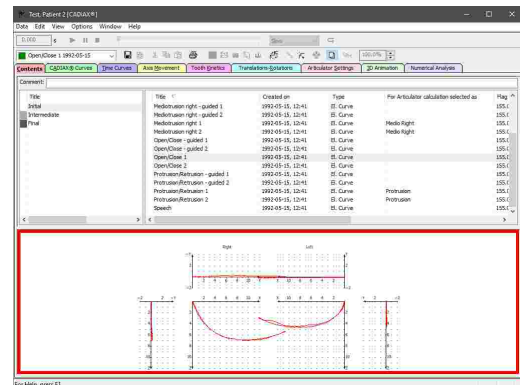 Test, Patient 2 [CADIAX®]
Data Edit View Options Window Help
0.000
Save
Open/Close 1 1992-05-15
100.0%
Contents CADIAX® Curves Time Curves Axis Movement Tooth Kinetics Translations-Rotations Articulator Settings 3D Animation Numerical Analysis
Comment:
Title
Initial
Intermediate
Final
Title Created on Type For Articulator calculation selected as Flag
Mediotrusion right - guided 1 1992-05-15, 12:41 El. Curve
Mediotrusion right - guided 2 1992-05-15, 12:41 El. Curve
Mediotrusion right 1 1992-05-15, 12:41 El. Curve Medio Right
Mediotrusion right 2 1992-05-15, 12:41 El. Curve Medio Right
Open/Close - guided 1 1992-05-15, 12:41 El. Curve
Open/Close - guided 2 1992-05-15, 12:41 El. Curve
Open/Close 1 1992-05-15, 12:41 El. Curve
Open/Close 2 1992-05-15, 12:41 El. Curve
Protrusion/Retrusion - guided 1 1992-05-15, 12:41 El. Curve
Protrusion/Retrusion - guided 2 1992-05-15, 12:41 El. Curve
Protrusion/Retrusion 1 1992-05-15, 12:41 El. Curve Protrusion
Protrusion/Retrusion 2 1992-05-15, 12:41 El. Curve Protrusion
Speech 1992-05-15, 12:41 El. Curve
Right Left
For Help, press F1